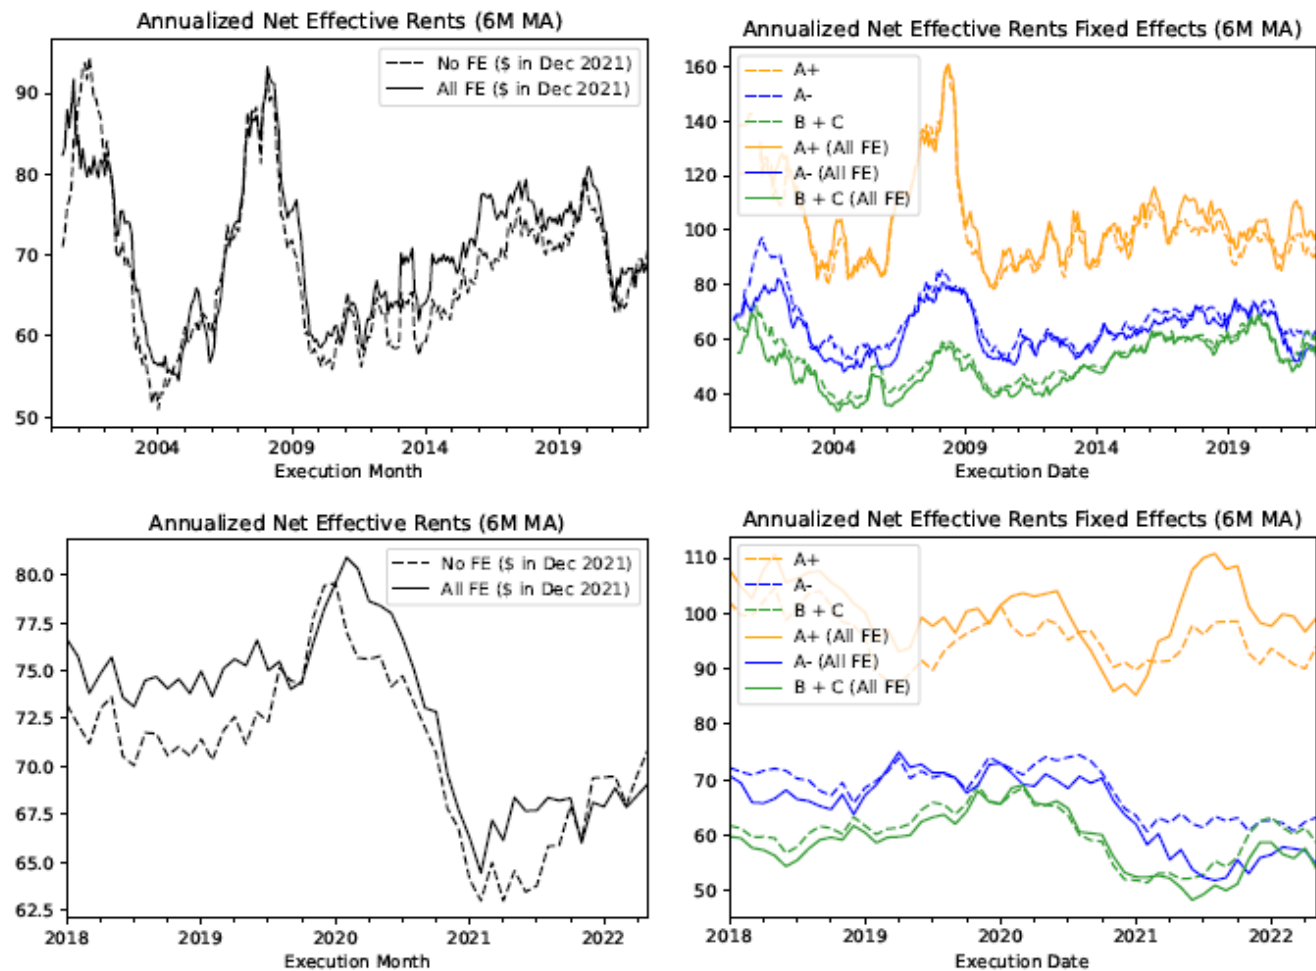 Annualized Net Effective Rents (6M MA)
90
80
70
60
50
No FE ($ in Dec 2021)
All FE ($ in Dec 2021)
2004
2009
2014
2019
Execution Month
Annualized Net Effective Rents Fixed Effects (6M MA)
160
140
120
100
80
60
40
A+
A-
B + C
A+ (All FE)
A- (All FE)
B + C (All FE)
2004
2009
2014
2019
Execution Date
Annualized Net Effective Rents (6M MA)
80.0
77.5
75.0
72.5
70.0
67.5
65.0
62.5
No FE ($ in Dec 2021)
All FE ($ in Dec 2021)
2018
2019
2020
2021
2022
Execution Month
Annualized Net Effective Rents Fixed Effects (6M MA)
110
100
90
80
70
60
50
A+
A-
B + C
A+ (All FE)
A- (All FE)
B + C (All FE)
2018
2019
2020
2021
2022
Execution Date